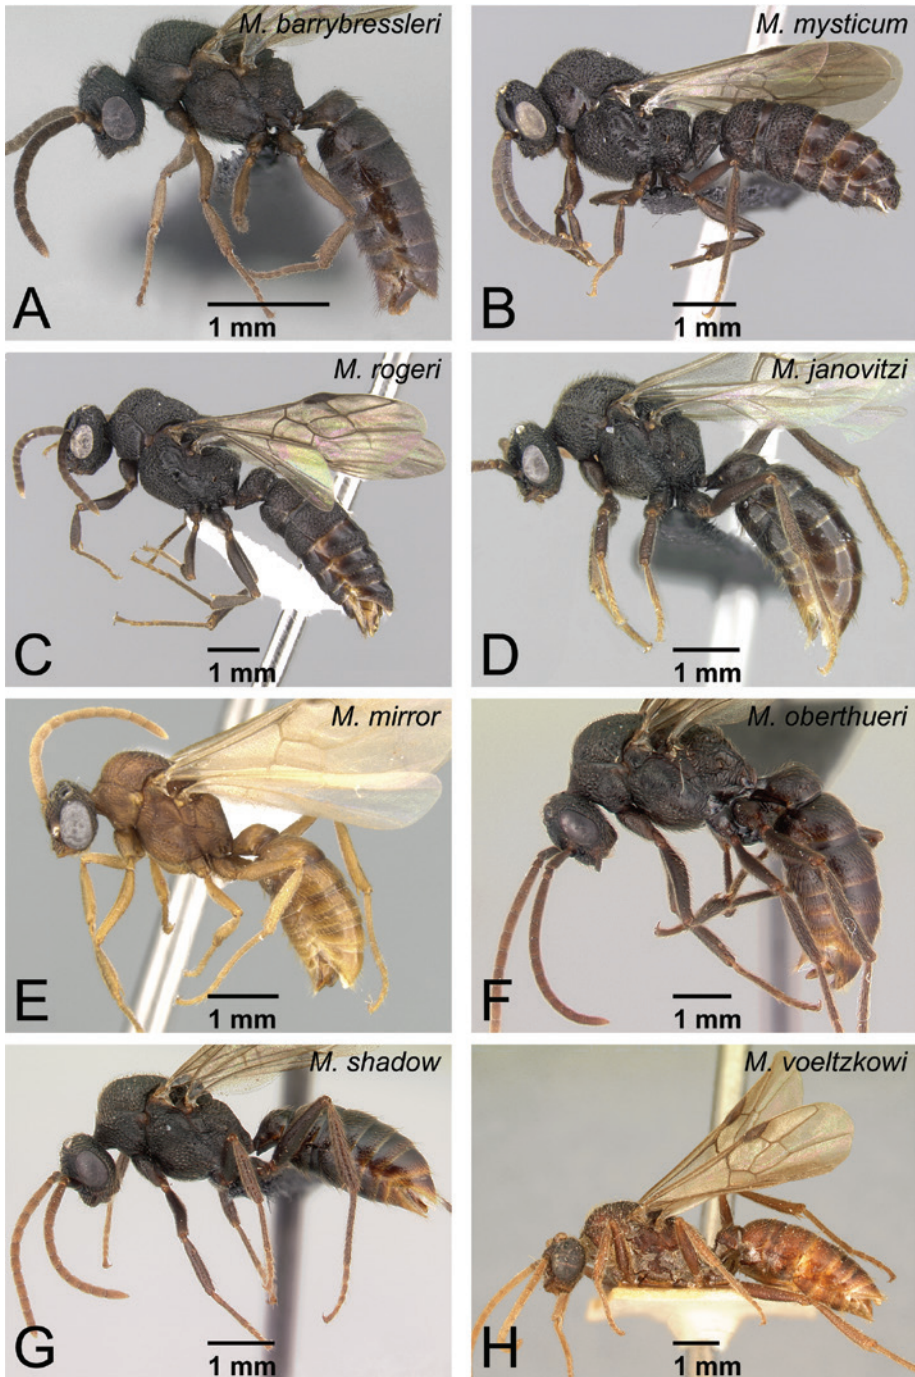 M. barrybressleri
A
1 mm
M. mysticum
B
1 mm
M. rogeri
C
1 mm
M. janovitzi
D
1 mm
M. mirror
E
1 mm
M. oberthueri
F
1 mm
M. shadow
G
1 mm
M. voeltzkowi
H
1 mm